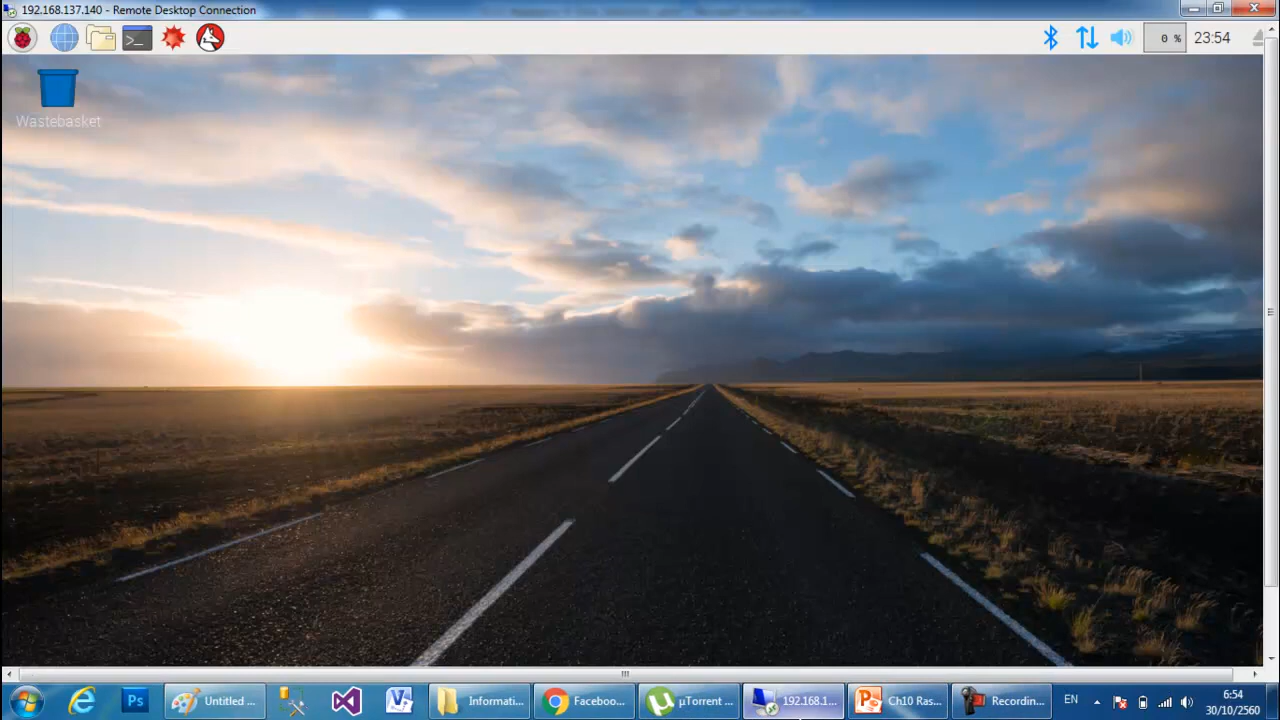 192.168.137.140 - Remote Desktop Connection
>_
0 %
23:54
Wastebasket
Ps
Untitled ...
Informati...
Faceboo...
µTorrent ...
192.168.1...
Ch10 Ras...
Recordin...
EN
6:54
30/10/2560